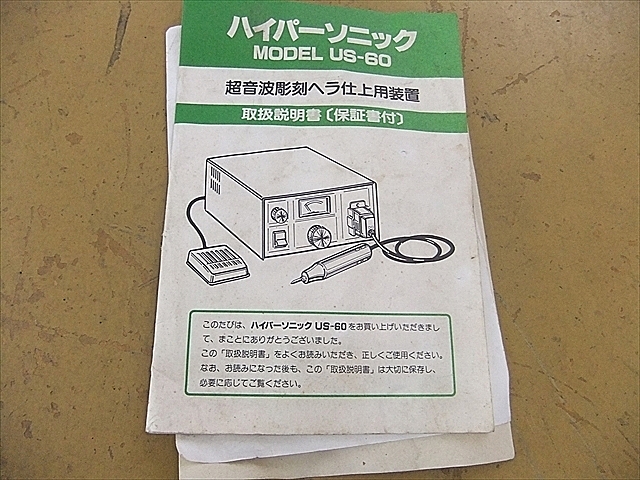 ハイパーソニック
MODEL US-60
超音波彫刻ヘラ仕上用装置
取扱説明書〔保証書付〕
このたびは、ハイパーソニック US-60をお買い上げいただきまし
て、まことにありがとうございました。
この「取扱説明書」をよくお読みいただき、正しくご使用ください。
なお、お読みになった後も、この「取扱説明書」は大切に保存し、
必要に応じてご覧ください。